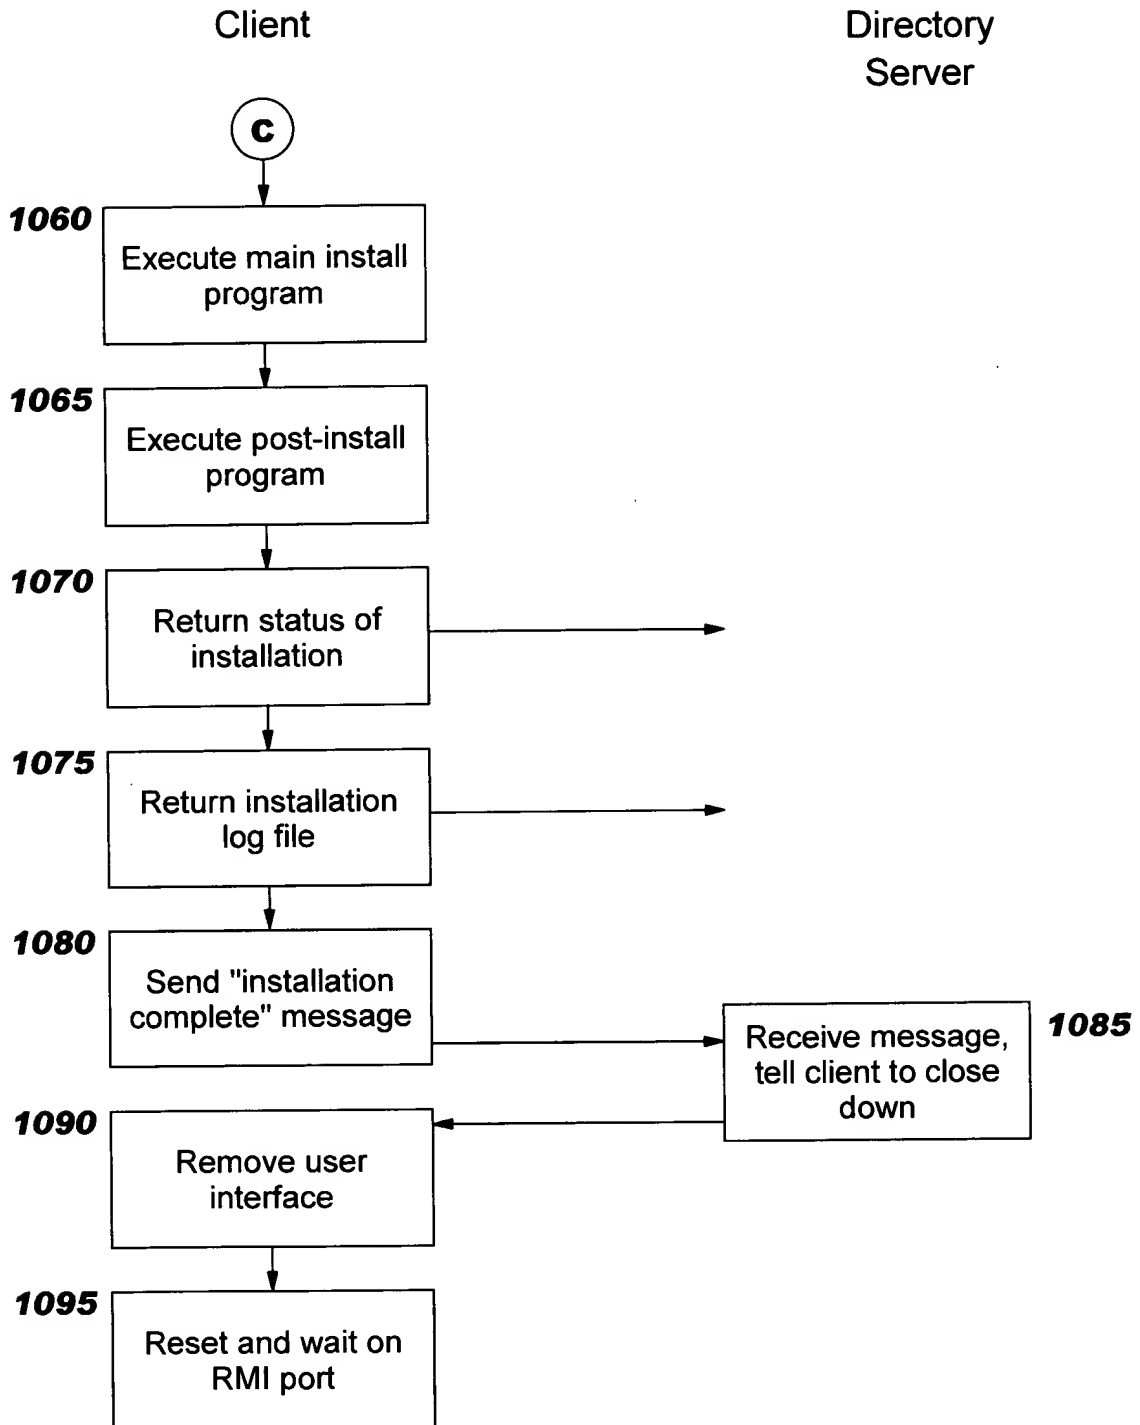 Client
Directory
Server
C
1060
Execute main install
program
1065
Execute post-install
program
1070
Return status of
installation
1075
Return installation
log file
1080
Send "installation
complete" message
Receive message,
tell client to close
down
1085
1090
Remove user
interface
1095
Reset and wait on
RMI port